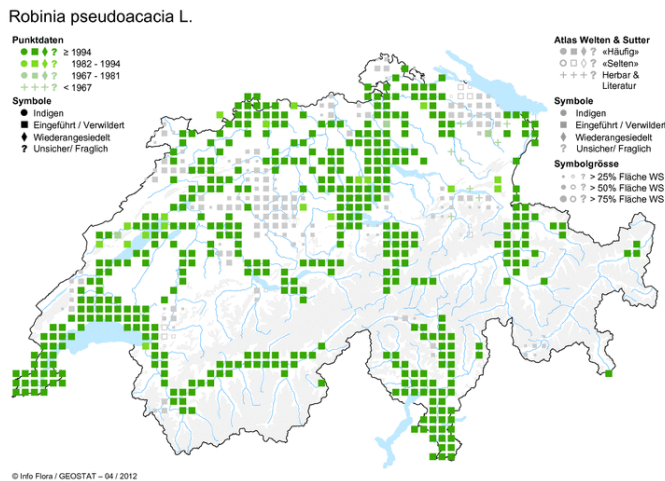 Robinia pseudoacacia L.
Punktdaten
? ≥ 1994
? 1982 - 1994
? 1967 - 1981
+ + + ? < 1967
Symbole
Indigen
Eingeführt / Verwildert
Wiederangesiedelt
? Unsicher/ Fraglich
Atlas Welten & Sutter
? «Häufig»
? «Selten»
+ + + ? Herbar &
Literatur
Symbole
Indigen
Eingeführt / Verwildert
Wiederangesiedelt
? Unsicher/ Fraglich
Symbolgrösse
? > 25% Fläche WS
? > 50% Fläche WS
? > 75% Fläche WS
© Info Flora / GEOSTAT – 04 / 2012